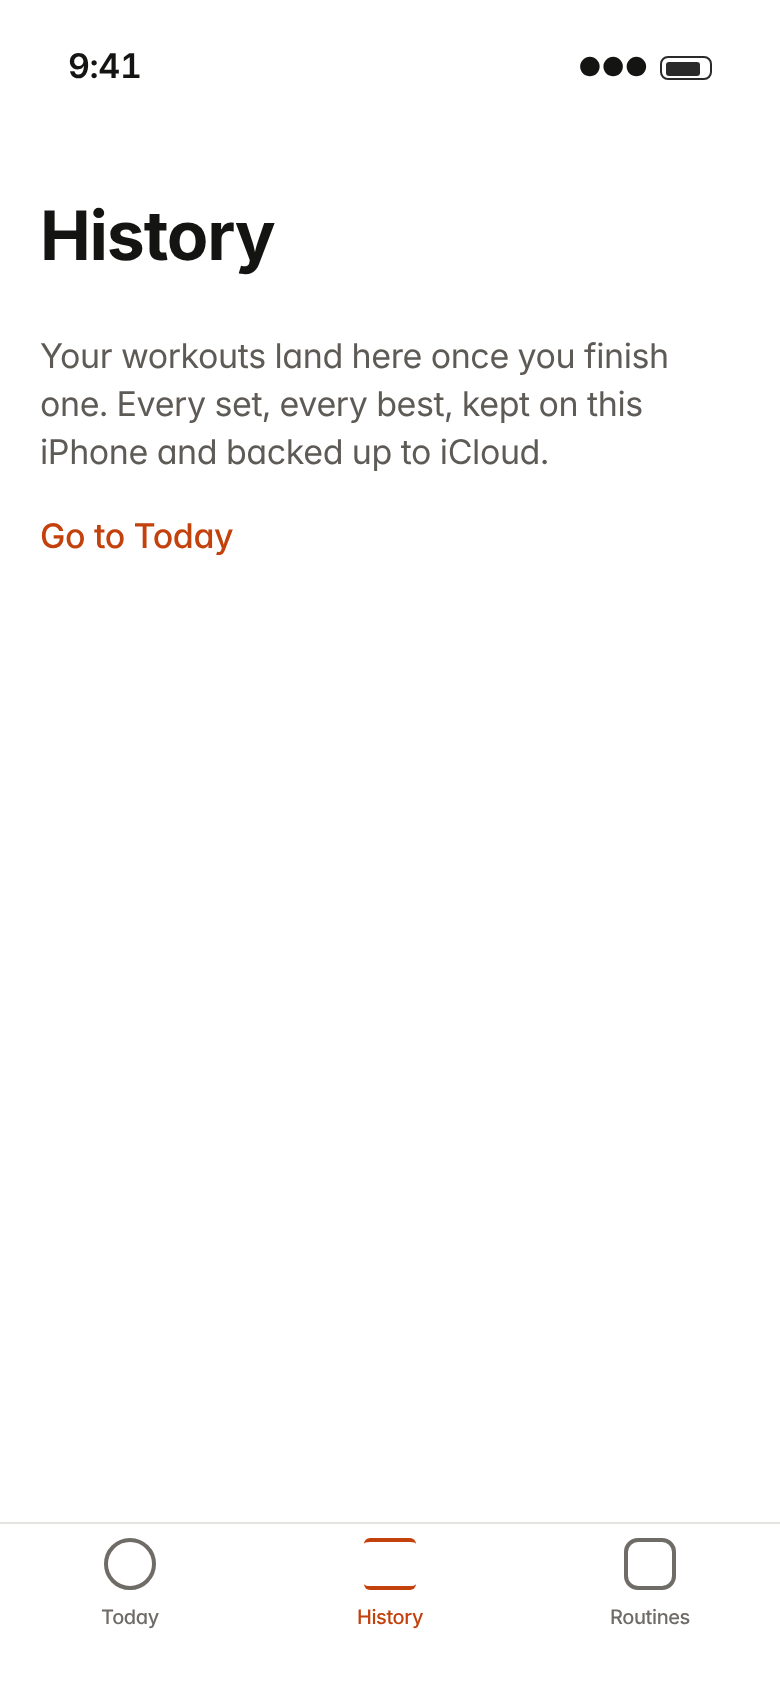 9:41
History
Your workouts land here once you finish
one. Every set, every best, kept on this
iPhone and backed up to iCloud.
Go to Today
Today
History
Routines